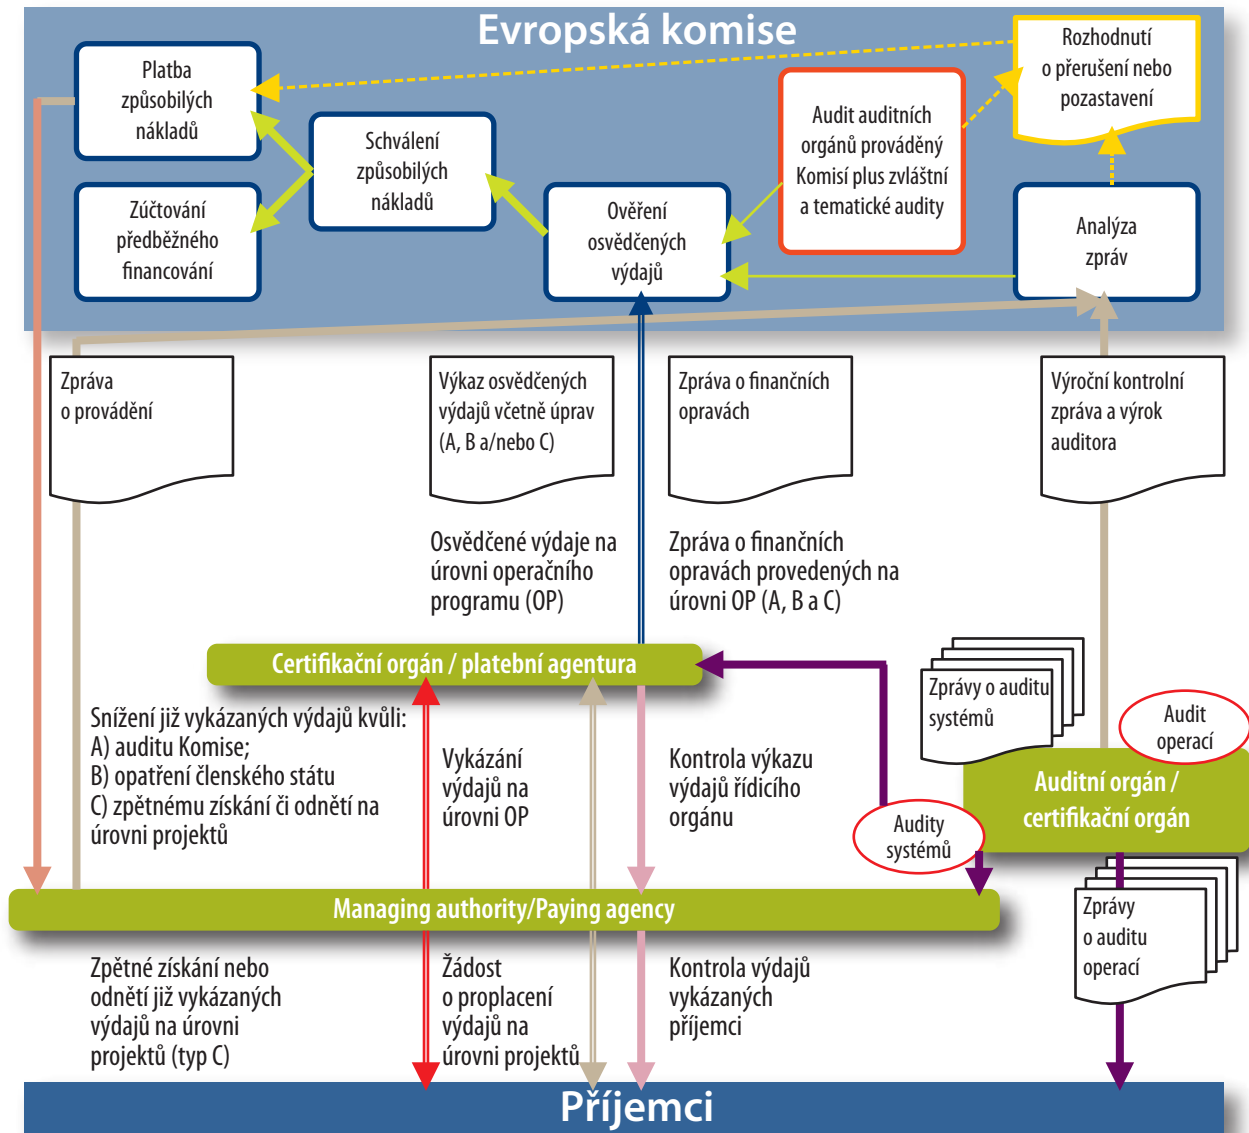 Evropská komise
Platba
způsobilých
nákladů
Zúčtování
předběžného
financování
Schválení
způsobilých
nákladů
Ověření
osvědčených
výdajů
Audit auditních
orgánů prováděný
Komisí plus zvláštní
a tematické audity
Rozhodnutí
o přerušení nebo
pozastavení
Analýza
zpráv
Zpráva
o provádění
Výkaz osvědčených
výdajů včetně úprav
(A, B a/nebo C)
Zpráva o finančních
opravách
Výroční kontrolní
zpráva a výrok
auditora
Osvědčené výdaje na
úrovni operačního
programu (OP)
Zpráva o finančních
opravách provedených na
úrovni OP (A, B a C)
Certifikační orgán / platební agentura
Zprávy o auditu
systémů
Audit
operací
Auditní orgán /
certifikační orgán
Audity
systémů
Snížení již vykázaných výdajů kvůli:
A) auditu Komise;
B) opatření členského státu
C) zpětnému získání či odnětí na
úrovni projektů
Vykázání
výdajů na
úrovni OP
Kontrola výkazu
výdajů řídicího
orgánu
Managing authority/Paying agency
Zprávy
o auditu
operací
Zpětné získání nebo
odnětí již vykázaných
výdajů na úrovni
projektů (typ C)
Žádost
o proplacení
výdajů na
úrovni projektů
Kontrola výdajů
vykázaných
příjemci
Příjemci